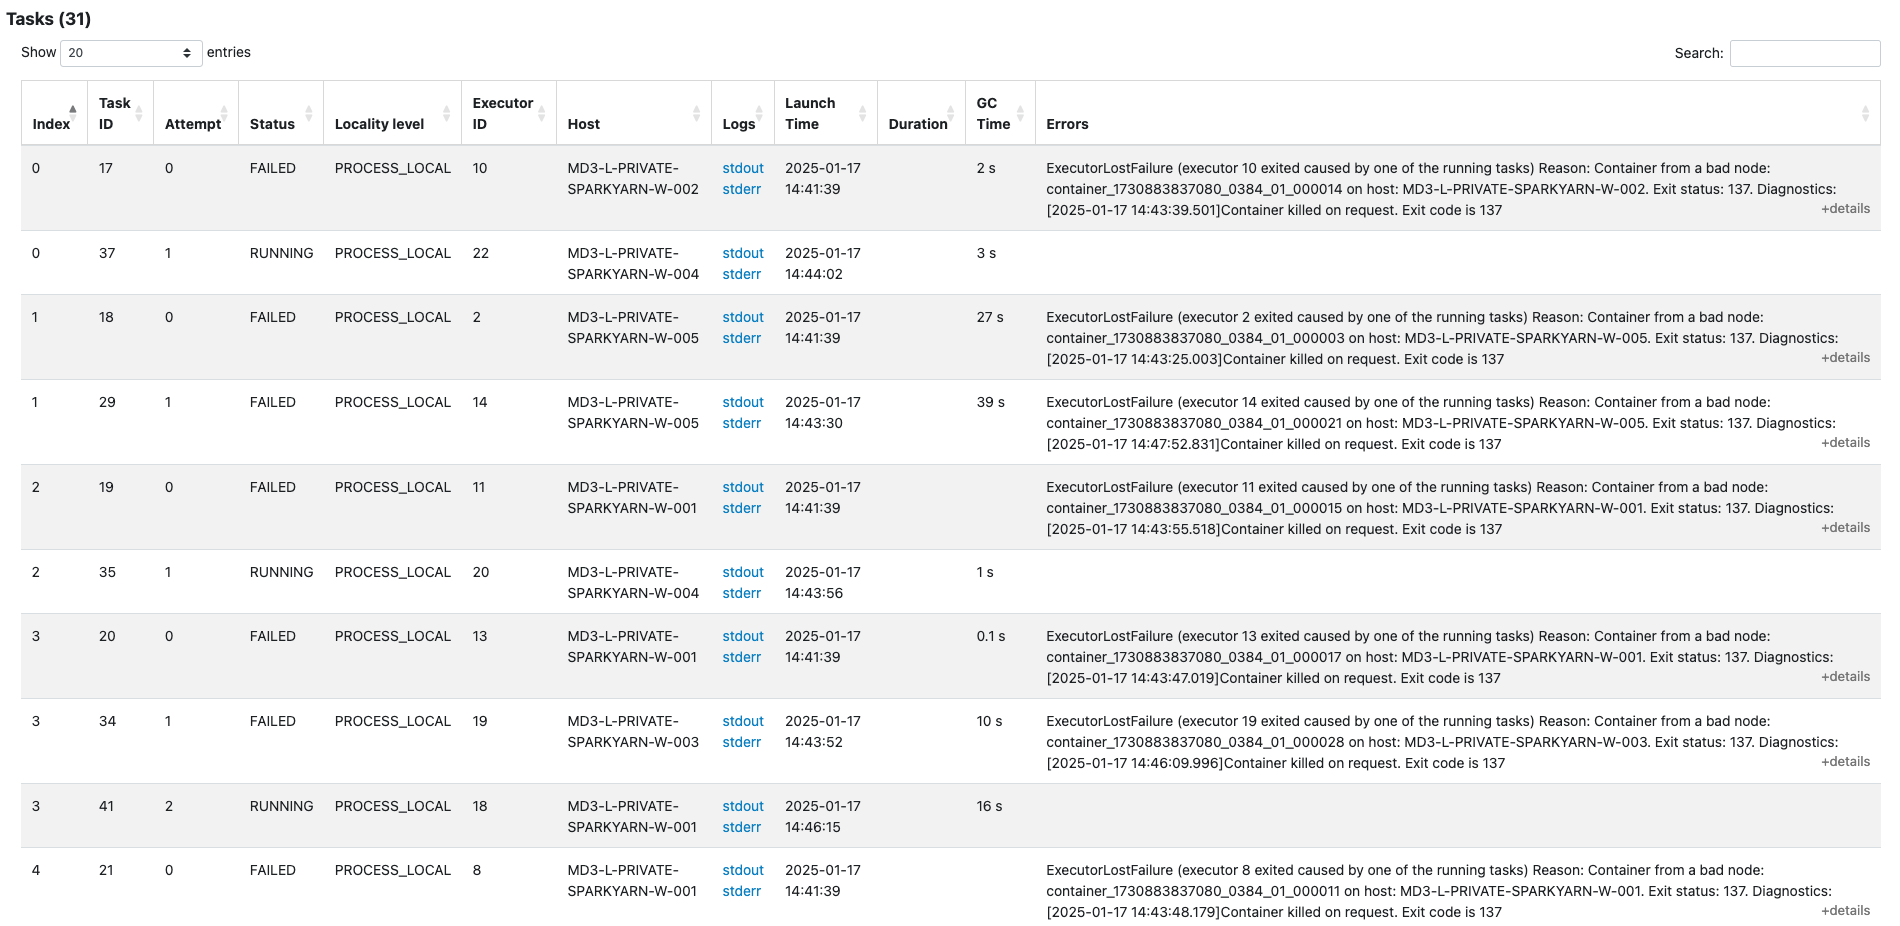 Tasks (31)
Show 20 entries
Search:
Index Task ID Attempt Status Locality level Executor ID Host Logs Launch Time Duration GC Time Errors
0 17 0 FAILED PROCESS_LOCAL 10 MD3-L-PRIVATE- stdout 2025-01-17 2 s ExecutorLostFailure (executor 10 exited caused by one of the running tasks) Reason: Container from a bad node:
SPARKYARN-W-002 stderr 14:41:39 container_1730883837080_0384_01_000014 on host: MD3-L-PRIVATE-SPARKYARN-W-002. Exit status: 137. Diagnostics:
[2025-01-17 14:43:39.501]Container killed on request. Exit code is 137 +details
0 37 1 RUNNING PROCESS_LOCAL 22 MD3-L-PRIVATE- stdout 2025-01-17 3 s
SPARKYARN-W-004 stderr 14:44:02
1 18 0 FAILED PROCESS_LOCAL 2 MD3-L-PRIVATE- stdout 2025-01-17 27 s ExecutorLostFailure (executor 2 exited caused by one of the running tasks) Reason: Container from a bad node:
SPARKYARN-W-005 stderr 14:41:39 container_1730883837080_0384_01_000003 on host: MD3-L-PRIVATE-SPARKYARN-W-005. Exit status: 137. Diagnostics:
[2025-01-17 14:43:25.003]Container killed on request. Exit code is 137 +details
1 29 1 FAILED PROCESS_LOCAL 14 MD3-L-PRIVATE- stdout 2025-01-17 39 s ExecutorLostFailure (executor 14 exited caused by one of the running tasks) Reason: Container from a bad node:
SPARKYARN-W-005 stderr 14:43:30 container_1730883837080_0384_01_000021 on host: MD3-L-PRIVATE-SPARKYARN-W-005. Exit status: 137. Diagnostics:
[2025-01-17 14:47:52.831]Container killed on request. Exit code is 137 +details
2 19 0 FAILED PROCESS_LOCAL 11 MD3-L-PRIVATE- stdout 2025-01-17 ExecutorLostFailure (executor 11 exited caused by one of the running tasks) Reason: Container from a bad node:
SPARKYARN-W-001 stderr 14:41:39 container_1730883837080_0384_01_000015 on host: MD3-L-PRIVATE-SPARKYARN-W-001. Exit status: 137. Diagnostics:
[2025-01-17 14:43:55.518]Container killed on request. Exit code is 137 +details
2 35 1 RUNNING PROCESS_LOCAL 20 MD3-L-PRIVATE- stdout 2025-01-17 1 s
SPARKYARN-W-004 stderr 14:43:56
3 20 0 FAILED PROCESS_LOCAL 13 MD3-L-PRIVATE- stdout 2025-01-17 0.1 s ExecutorLostFailure (executor 13 exited caused by one of the running tasks) Reason: Container from a bad node:
SPARKYARN-W-001 stderr 14:41:39 container_1730883837080_0384_01_000017 on host: MD3-L-PRIVATE-SPARKYARN-W-001. Exit status: 137. Diagnostics:
[2025-01-17 14:43:47.019]Container killed on request. Exit code is 137 +details
3 34 1 FAILED PROCESS_LOCAL 19 MD3-L-PRIVATE- stdout 2025-01-17 10 s ExecutorLostFailure (executor 19 exited caused by one of the running tasks) Reason: Container from a bad node:
SPARKYARN-W-003 stderr 14:43:52 container_1730883837080_0384_01_000028 on host: MD3-L-PRIVATE-SPARKYARN-W-003. Exit status: 137. Diagnostics:
[2025-01-17 14:46:09.996]Container killed on request. Exit code is 137 +details
3 41 2 RUNNING PROCESS_LOCAL 18 MD3-L-PRIVATE- stdout 2025-01-17 16 s
SPARKYARN-W-001 stderr 14:46:15
4 21 0 FAILED PROCESS_LOCAL 8 MD3-L-PRIVATE- stdout 2025-01-17 ExecutorLostFailure (executor 8 exited caused by one of the running tasks) Reason: Container from a bad node:
SPARKYARN-W-001 stderr 14:41:39 container_1730883837080_0384_01_000011 on host: MD3-L-PRIVATE-SPARKYARN-W-001. Exit status: 137. Diagnostics:
[2025-01-17 14:43:48.179]Container killed on request. Exit code is 137 +details